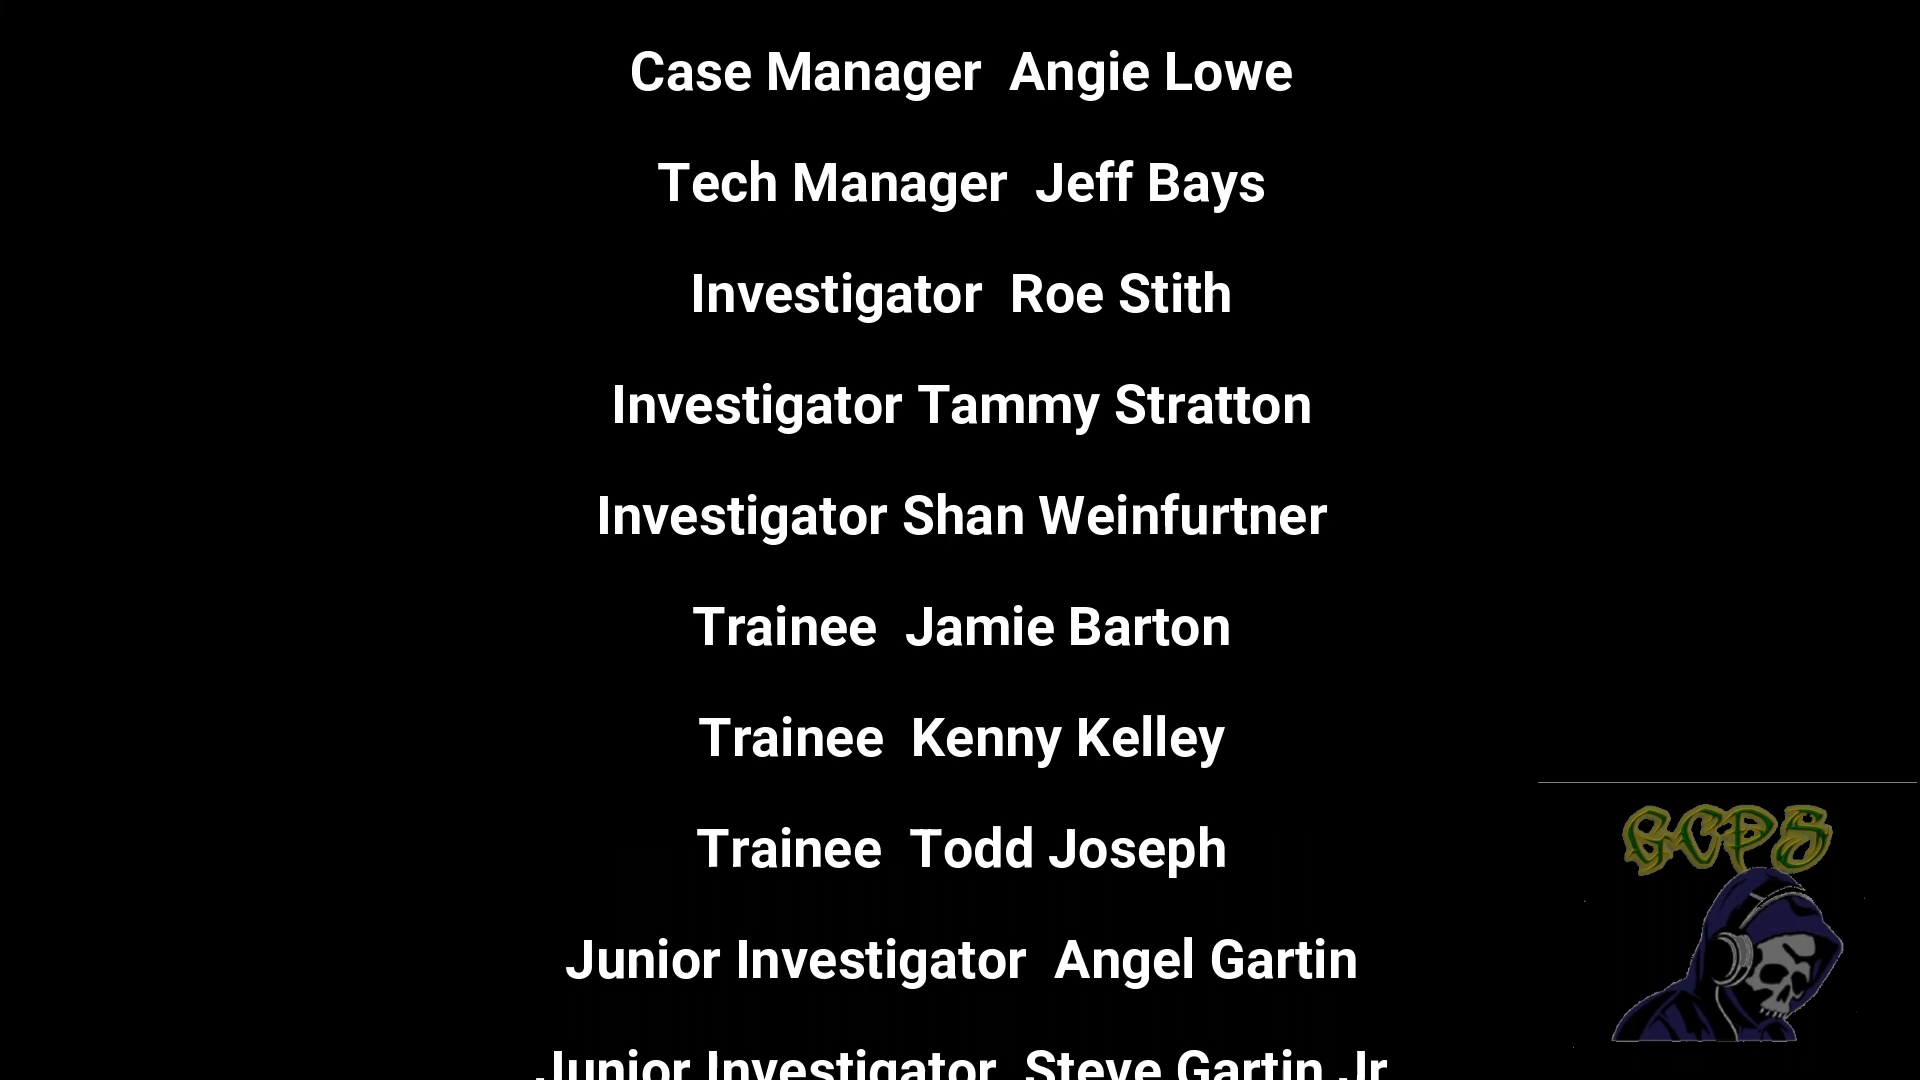 Case Manager  Angie Lowe
Tech Manager  Jeff Bays
Investigator  Roe Stith
Investigator Tammy Stratton
Investigator Shan Weinfurtner
Trainee  Jamie Barton
Trainee  Kenny Kelley
Trainee  Todd Joseph
GCPS
Junior Investigator  Angel Gartin
Junior Investigator  Steve Gartin Jr